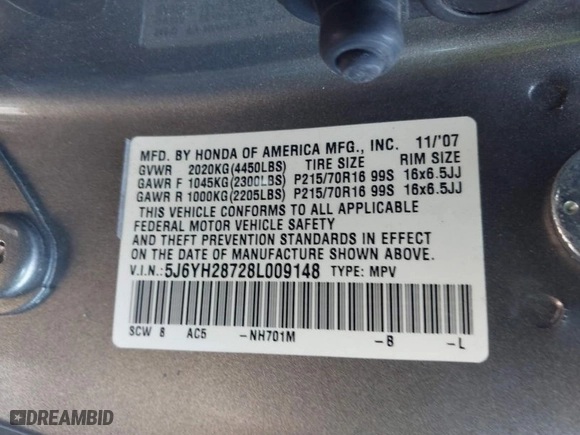 MFD. BY HONDA OF AMERICA MFG., INC. 11/'07
GVWR 2020KG(4450LBS) TIRE SIZE RIM SIZE
GAWR F 1045KG(2300LBS) P215/70R16 99S 16x6.5JJ
GAWR R 1000KG(2205LBS) P215/70R16 99S 16x6.5JJ
THIS VEHICLE CONFORMS TO ALL APPLICABLE
FEDERAL MOTOR VEHICLE SAFETY
AND THEFT PREVENTION STANDARDS IN EFFECT
ON THE DATE OF MANUFACTURE SHOWN ABOVE.
V.I.N.:5J6YH28728L009148 TYPE: MPV
SCW 8 AC5 -NH701M -B -L
DREAMBID